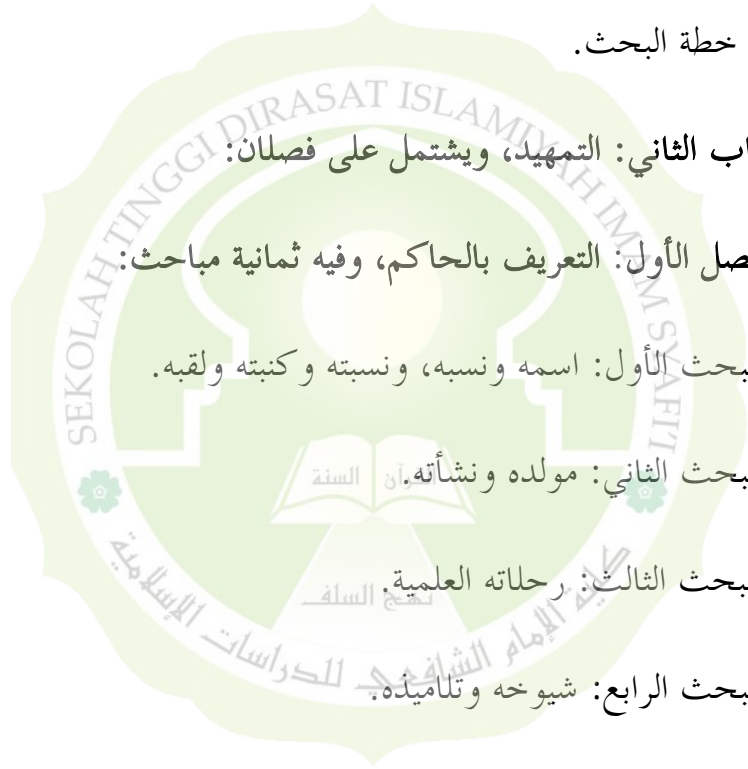 خطة البحث.
اب الثاني: التمهيد، ويشتمل على فصلان:
صل الأول: التعريف بالحاكم، وفيه ثمانية مباحث:
بحث الأول: اسمه ونسبه، ونسبته وكنبته ولقبه.
بحث الثاني: مولده ونشأته.
بحث الثالث: رحلاته العلمية.
بحث الرابع: شيوخه وتلاميذه.
SEKOLAH TINGGI DIRASAT ISLAMIYAH IMAM SYAFI'I
السنة
نهج السلف
كلية الإمام الشافعي للدراسات الإسلامية